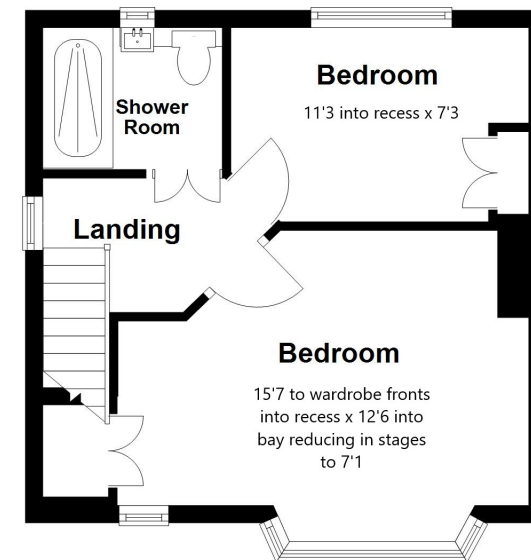 Bedroom
11'3 into recess x 7'3
Shower
Room
Landing
Bedroom
15'7 to wardrobe fronts
into recess x 12'6 into
bay reducing in stages
to 7'1